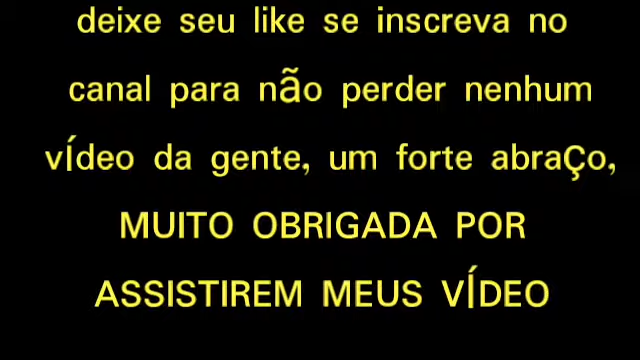 deixe seu like se inscreva no
canal para não perder nenhum
vídeo da gente, um forte abraço,
MUITO OBRIGADA POR
ASSISTIREM MEUS VÍDEO